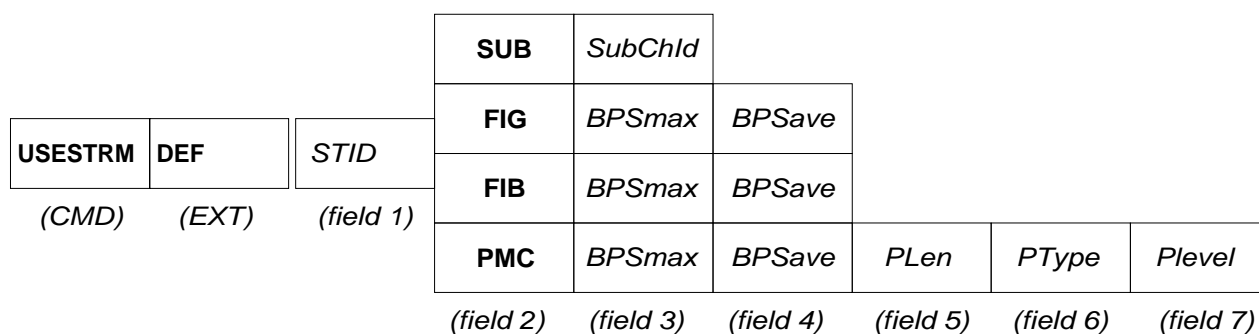 SUB SubChId
FIG BPSmax BPSave
USESTRM DEF STID
FIB BPSmax BPSave
(CMD) (EXT) (field 1)
PMC BPSmax BPSave PLen PType Plevel
(field 2) (field 3) (field 4) (field 5) (field 6) (field 7)